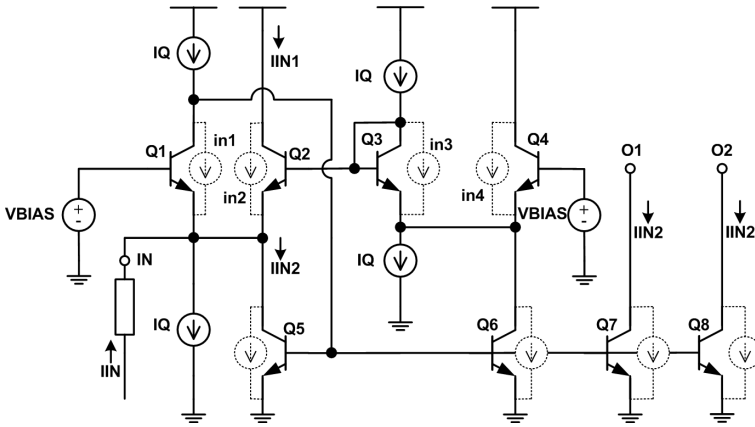 IQ
IIN1
IQ
Q1
in1
Q2
Q3
in3
Q4
O1
O2
in2
in4
VBIAS
+
-
VBIAS
+
-
IIN2
IIN2
IIN2
IN
IQ
IQ
IIN
Q5
Q6
Q7
Q8